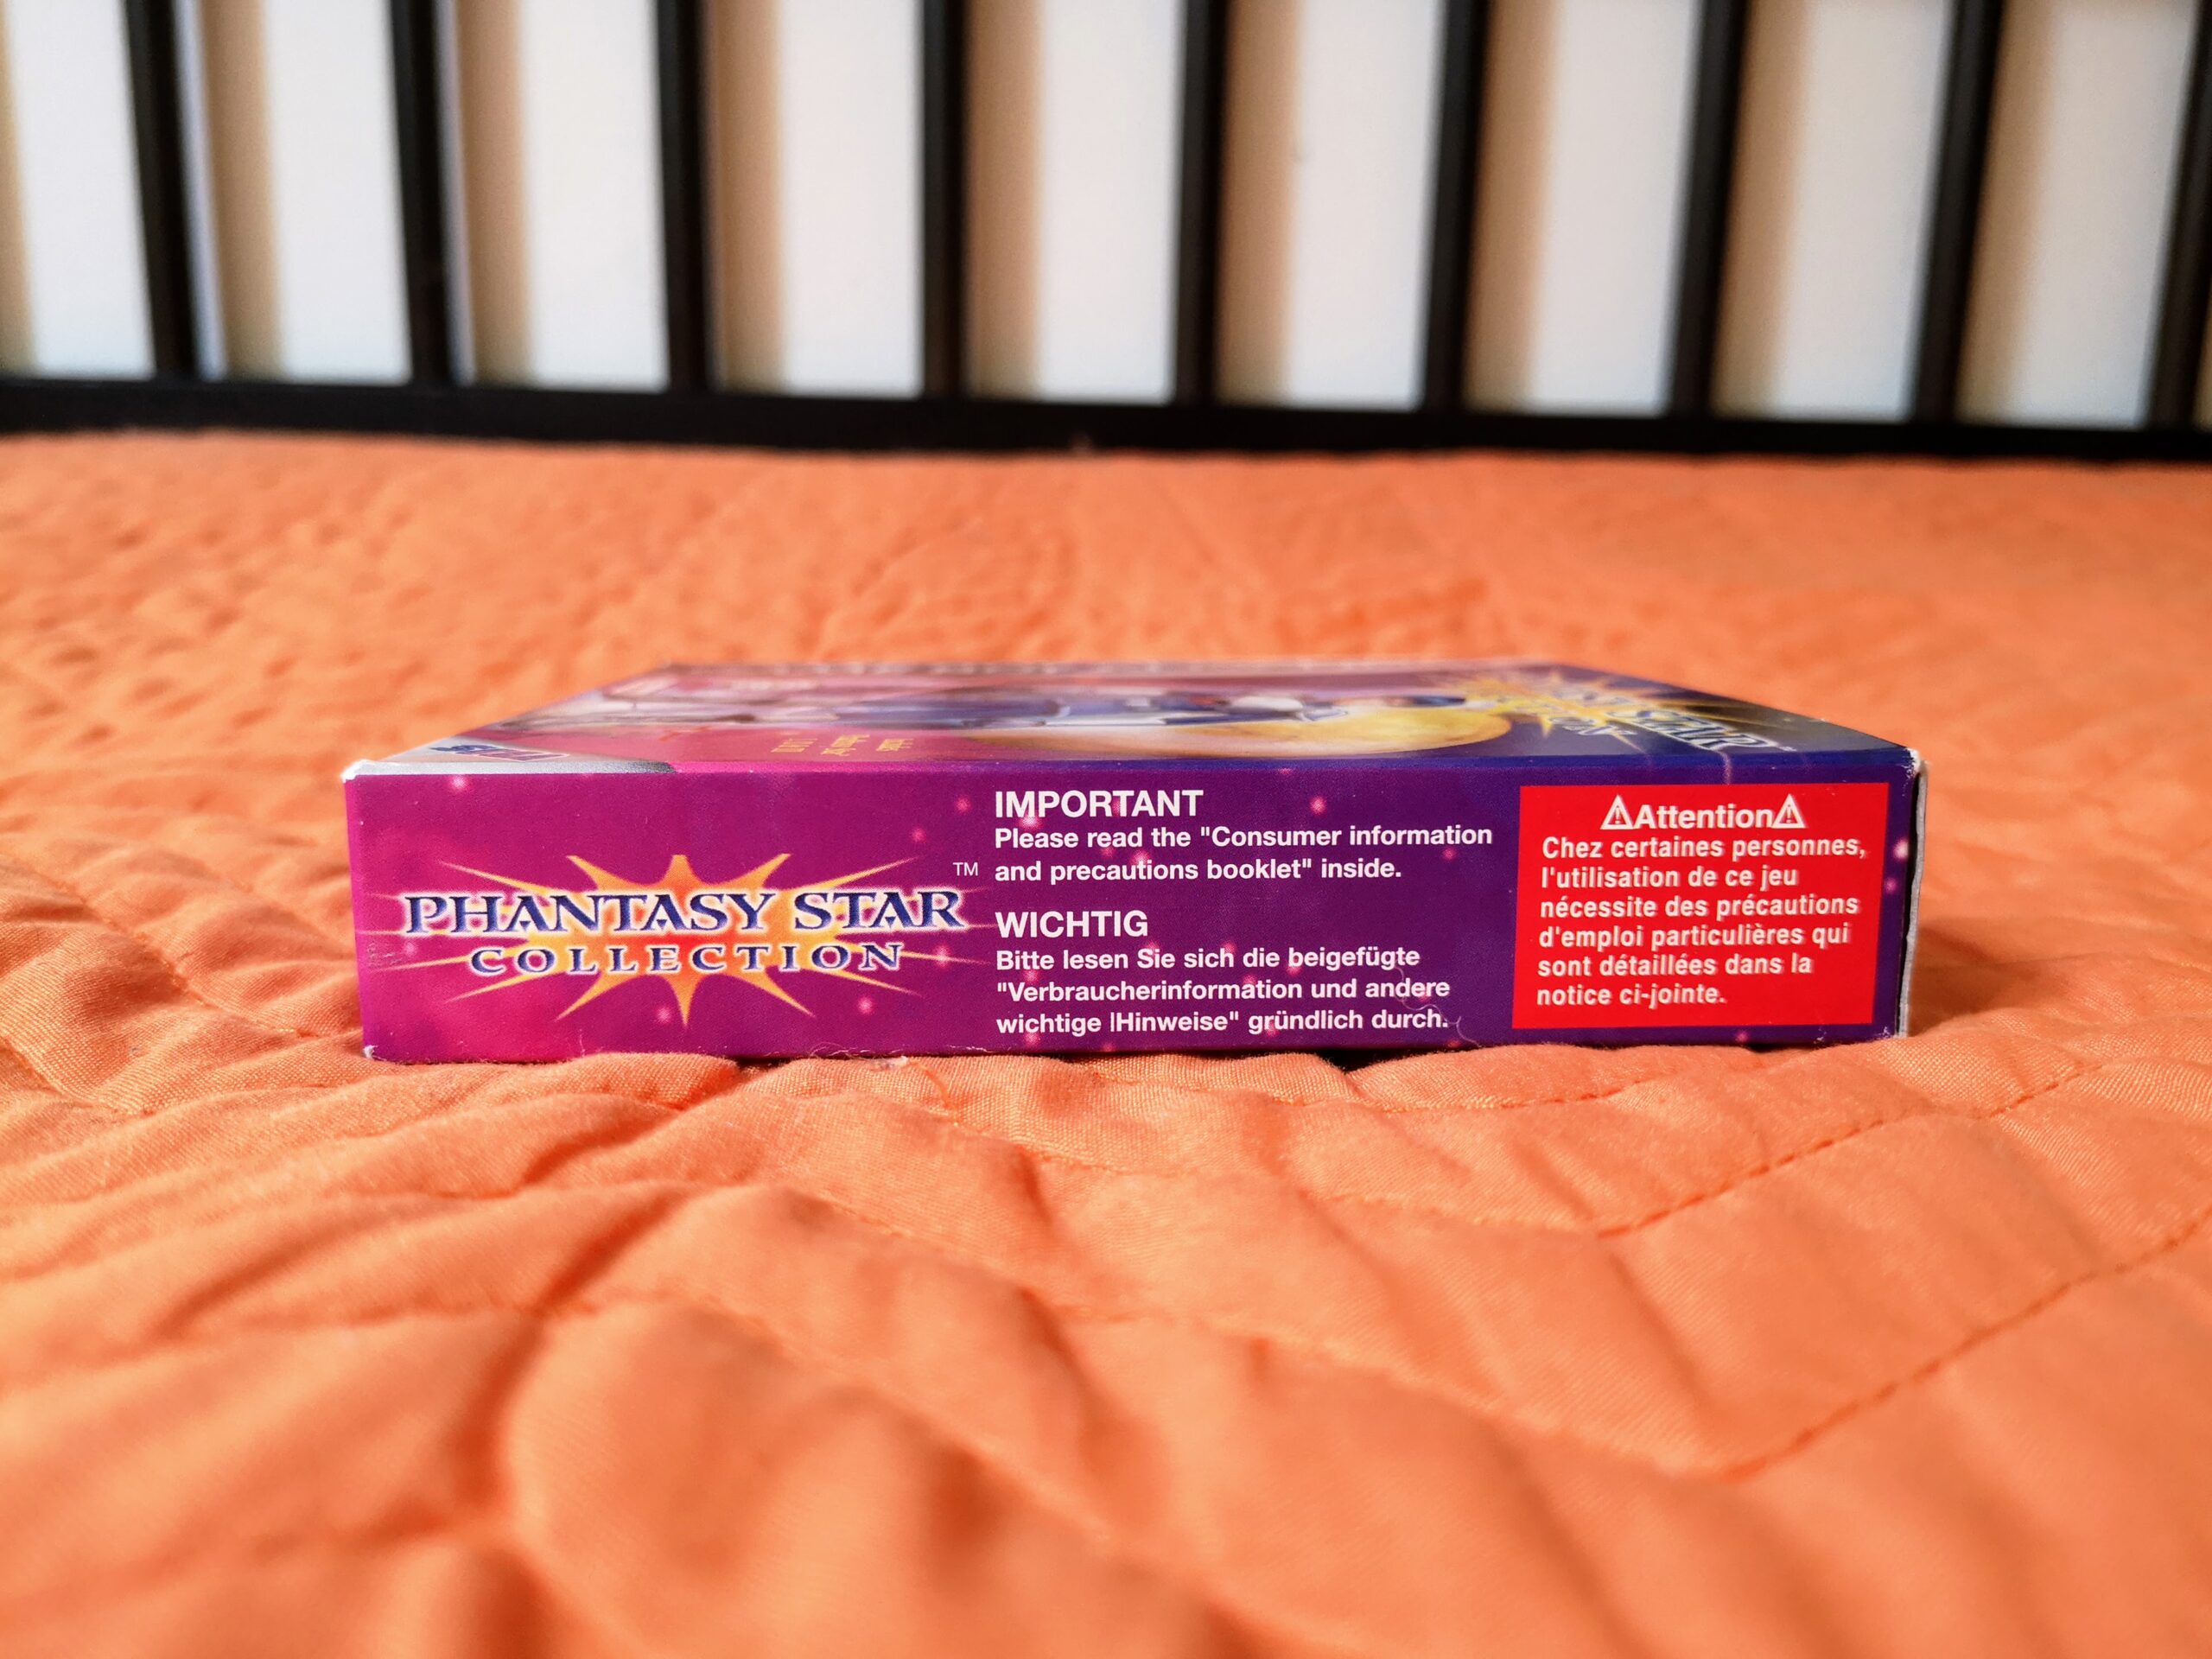 PHANTASY STAR
COLLECTION
TM
IMPORTANT
Please read the "Consumer information
and precautions booklet" inside.
WICHTIG
Bitte lesen Sie sich die beigefügte
"Verbraucherinformation und andere
wichtige |Hinweise" gründlich durch.
⚠Attention⚠
Chez certaines personnes,
l'utilisation de ce jeu
nécessite des précautions
d'emploi particulières qui
sont détaillées dans la
notice ci-jointe.